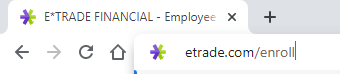 E*TRADE FINANCIAL - Employee
etrade.com/enroll